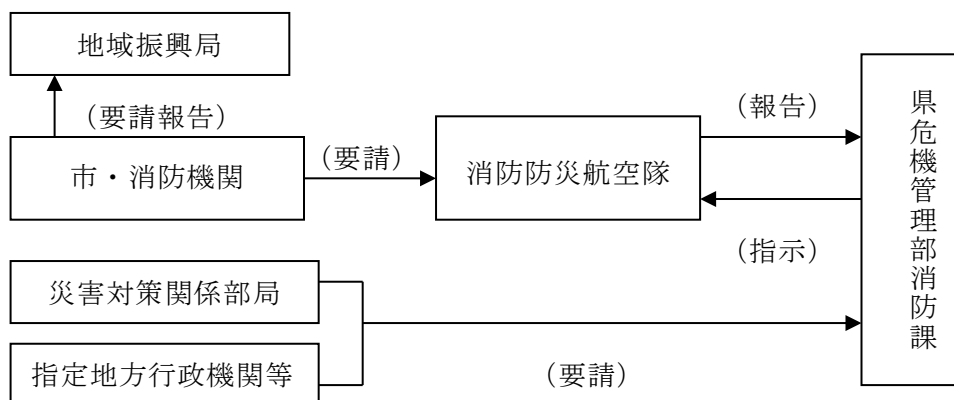 地域振興局
（要請報告）
市・消防機関
（要請）
消防防災航空隊
（報告）
（指示）
県危機管理部消防課
災害対策関係部局
指定地方行政機関等
（要請）